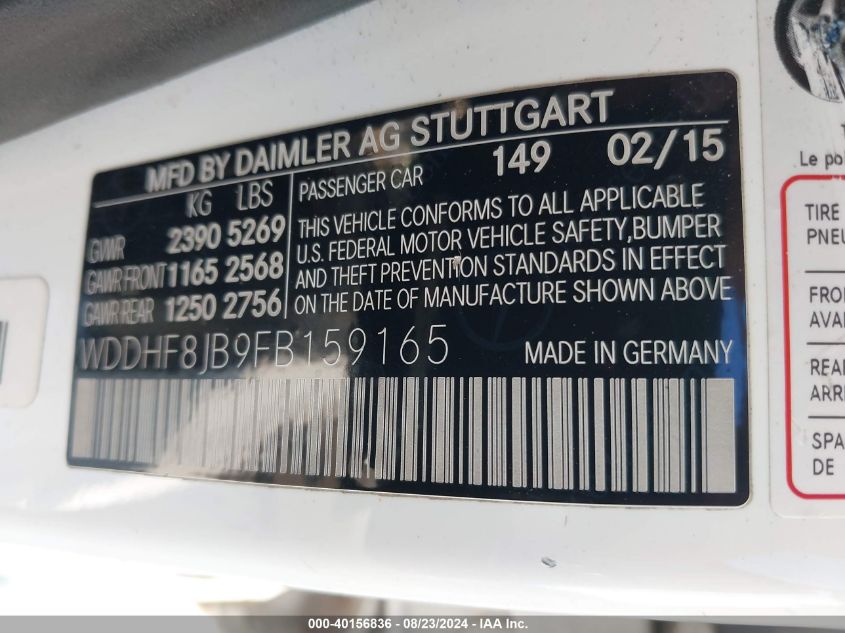 MFD BY DAIMLER AG STUTTGART
KG LBS
GVWR 2390 5269
GAWR FRONT 1165 2568
GAWR REAR 1250 2756
PASSENGER CAR 149 02/15
THIS VEHICLE CONFORMS TO ALL APPLICABLE
U.S. FEDERAL MOTOR VEHICLE SAFETY, BUMPER
AND THEFT PREVENTION STANDARDS IN EFFECT
ON THE DATE OF MANUFACTURE SHOWN ABOVE
WDDHF8JB9FB159165 MADE IN GERMANY
Le po
TIRE
PNEU
FRO
AVA
REA
ARR
SPA
DE
000-40156836 - 08/23/2024 - IAA Inc.